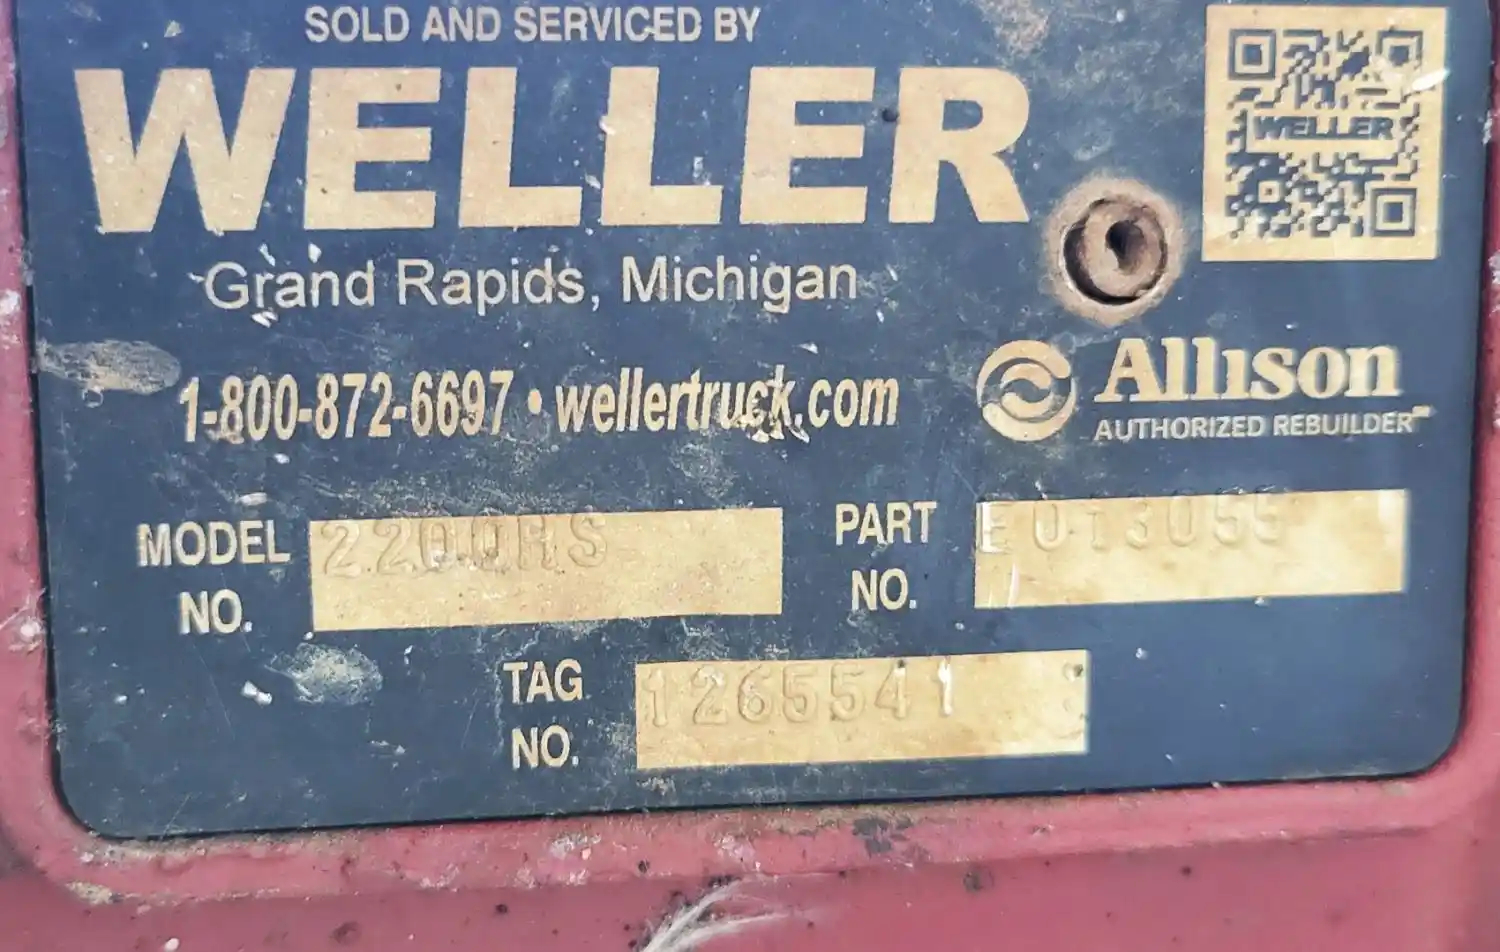 SOLD AND SERVICED BY
WELLER
WELLER
Grand Rapids, Michigan
1-800-872-6697 • wellertruck.com
Allison
AUTHORIZED REBUILDER
MODEL NO. 2200RS
PART NO. E013055
TAG NO. 1265541